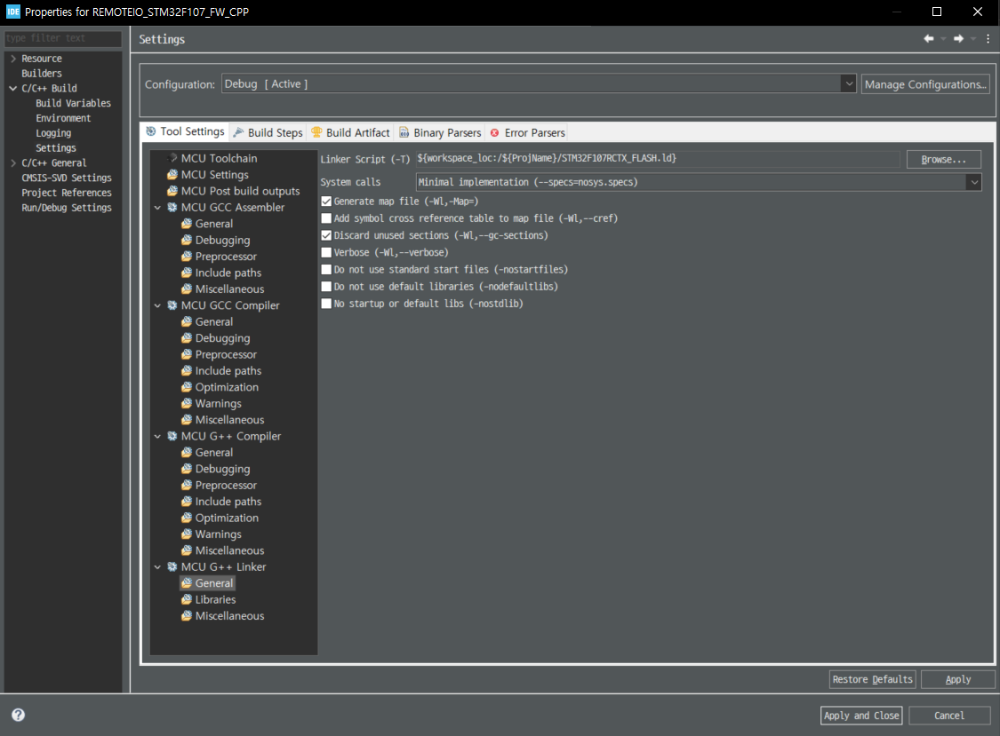 IDE Properties for REMOTEIO_STM32F107_FW_CPP
type filter text
Resource
Builders
C/C++ Build
Build Variables
Environment
Logging
Settings
C/C++ General
CMSIS-SVD Settings
Project References
Run/Debug Settings
Settings
Configuration: Debug [ Active ] Manage Configurations...
Tool Settings Build Steps Build Artifact Binary Parsers Error Parsers
MCU Toolchain
MCU Settings
MCU Post build outputs
MCU GCC Assembler
General
Debugging
Preprocessor
Include paths
Miscellaneous
MCU GCC Compiler
General
Debugging
Preprocessor
Include paths
Optimization
Warnings
Miscellaneous
MCU G++ Compiler
General
Debugging
Preprocessor
Include paths
Optimization
Warnings
Miscellaneous
MCU G++ Linker
General
Libraries
Miscellaneous
Linker Script (-T) ${workspace_loc:/${ProjName}/STM32F107RCTX_FLASH.ld} Browse...
System calls Minimal implementation (--specs=nosys.specs)
Generate map file (-Wl,-Map=)
Add symbol cross reference table to map file (-Wl,--cref)
Discard unused sections (-Wl,--gc-sections)
Verbose (-Wl,--verbose)
Do not use standard start files (-nostartfiles)
Do not use default libraries (-nodefaultlibs)
No startup or default libs (-nostdlib)
Restore Defaults Apply
? Apply and Close Cancel